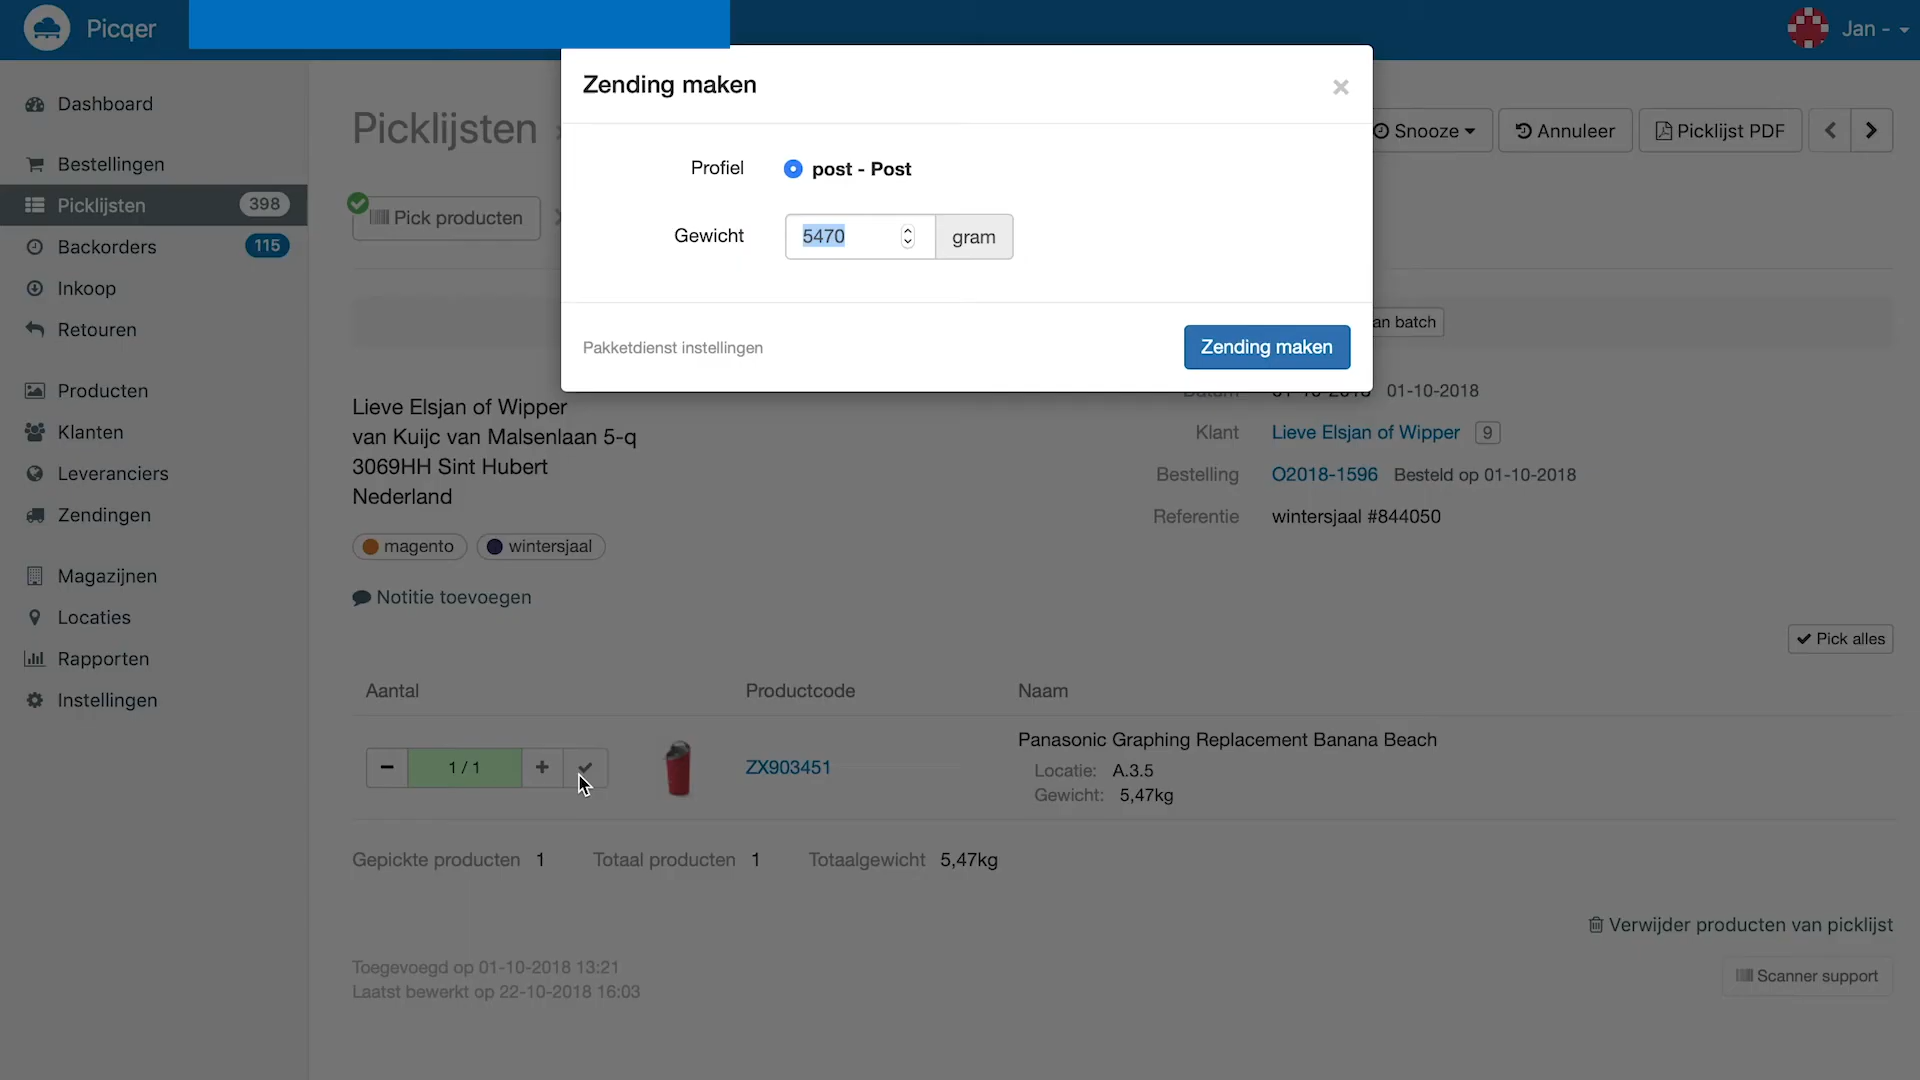 Picqer
Jan -
Dashboard
Bestellingen
Picklijsten 398
Backorders 115
Inkoop
Retouren
Producten
Klanten
Leveranciers
Zendingen
Magazijnen
Locaties
Rapporten
Instellingen
Picklijsten
Snooze
Annuleer
Picklijst PDF
Pick producten
Zending maken
×
Profiel post - Post
Gewicht 5470 gram
Pakketdienst instellingen
Zending maken
an batch
Lieve Elsjan of Wipper
van Kuijc van Malsenlaan 5-q
3069HH Sint Hubert
Nederland
magento wintersjaal
Notitie toevoegen
Datum 01-10-2018 01-10-2018
Klant Lieve Elsjan of Wipper 9
Bestelling O2018-1596 Besteld op 01-10-2018
Referentie wintersjaal #844050
Pick alles
Aantal Productcode Naam
1 / 1 ZX903451 Panasonic Graphing Replacement Banana Beach
Locatie: A.3.5
Gewicht: 5,47kg
Gepickte producten 1 Totaal producten 1 Totaalgewicht 5,47kg
Verwijder producten van picklijst
Toegevoegd op 01-10-2018 13:21
Laatst bewerkt op 22-10-2018 16:03
Scanner support